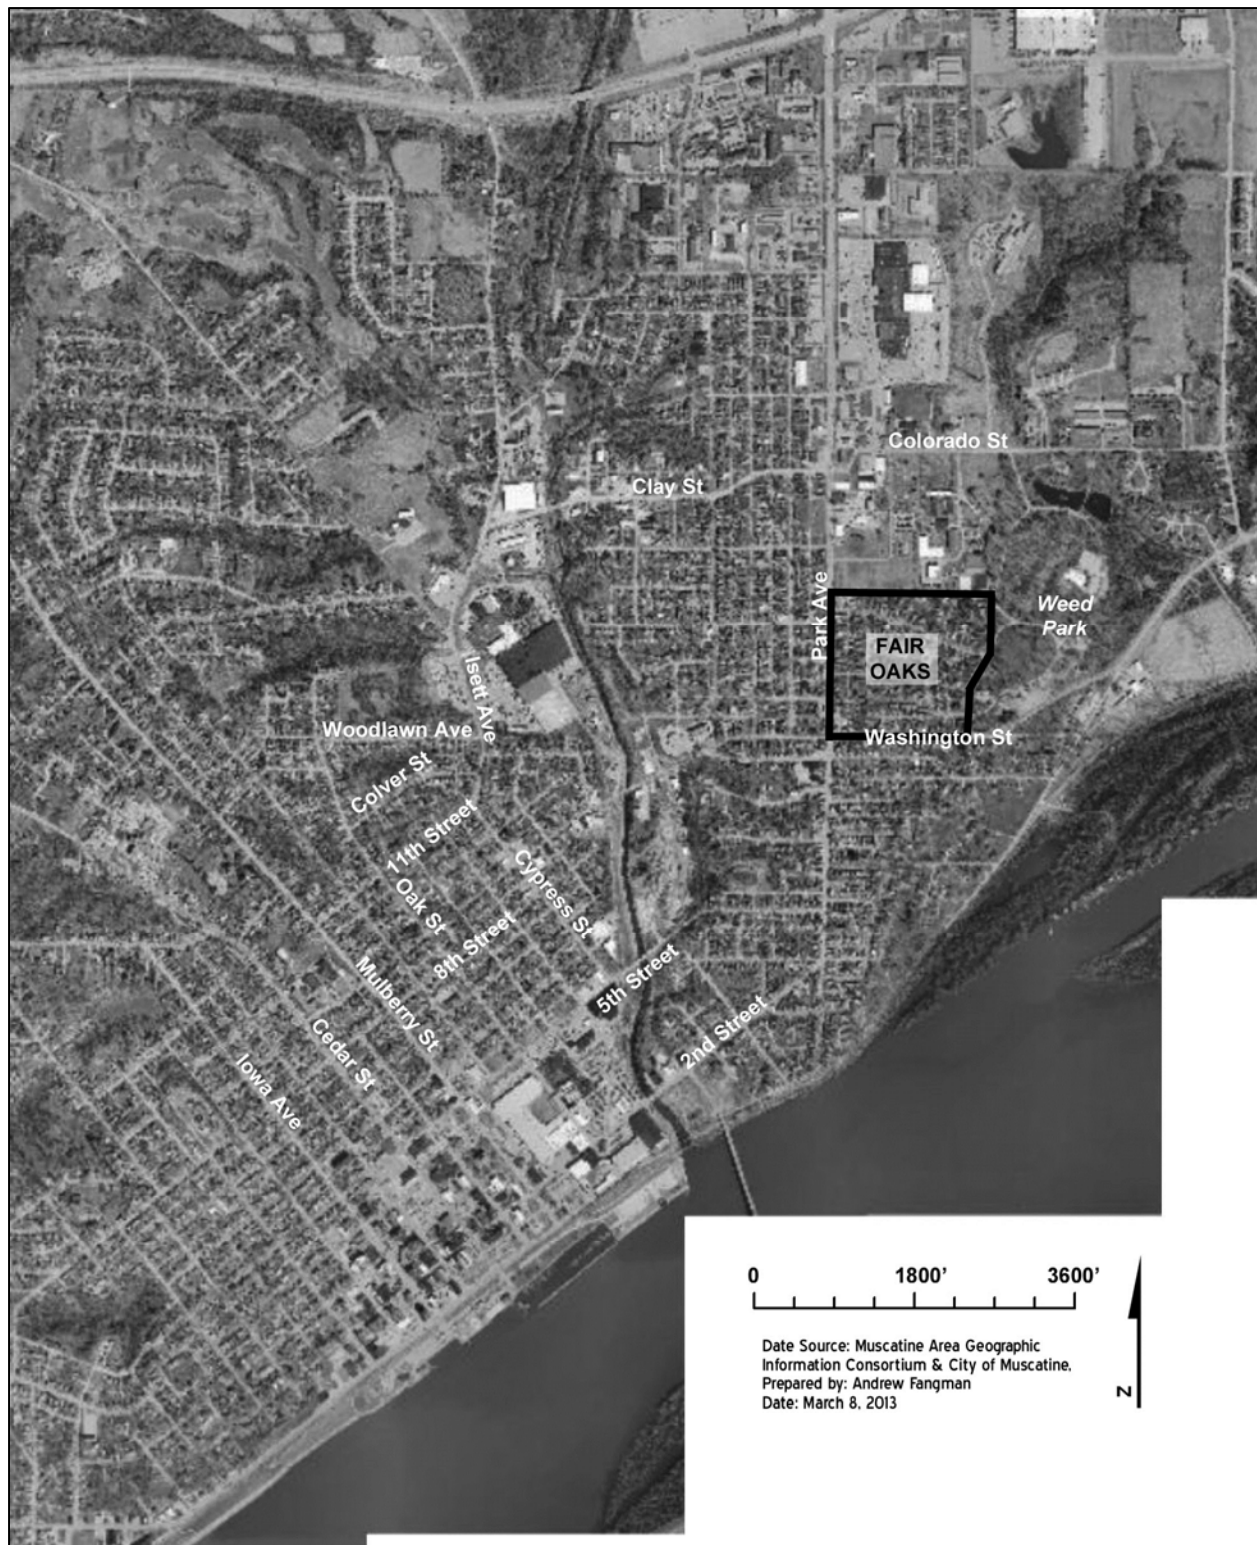 Colorado St
Clay St
Park Ave
Weed
Park
FAIR
OAKS
Isett Ave
Woodlawn Ave
Washington St
Colver St
11th Street
Cypress St
Oak St
8th Street
5th Street
Mulberry St
2nd Street
Cedar St
Iowa Ave
0 1800' 3600'
Date Source: Muscatine Area Geographic
Information Consortium & City of Muscatine,
Prepared by: Andrew Fangman
Date: March 8, 2013
N